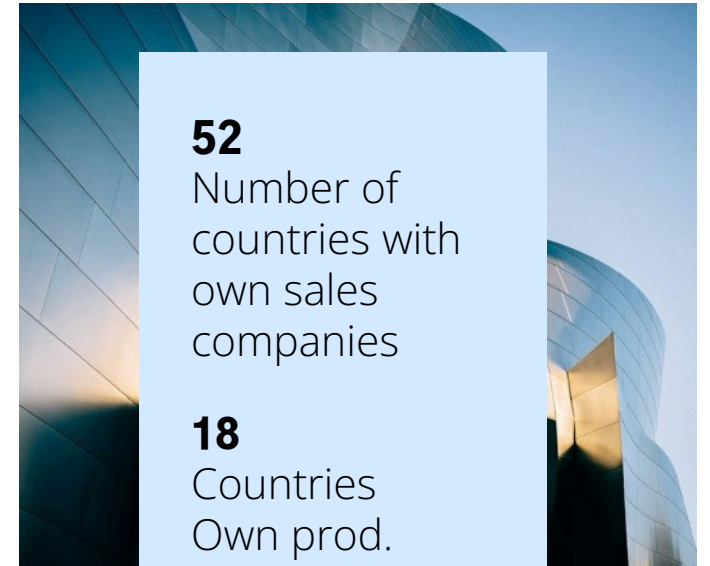 52
Number of
countries with
own sales
companies
18
Countries
Own prod.